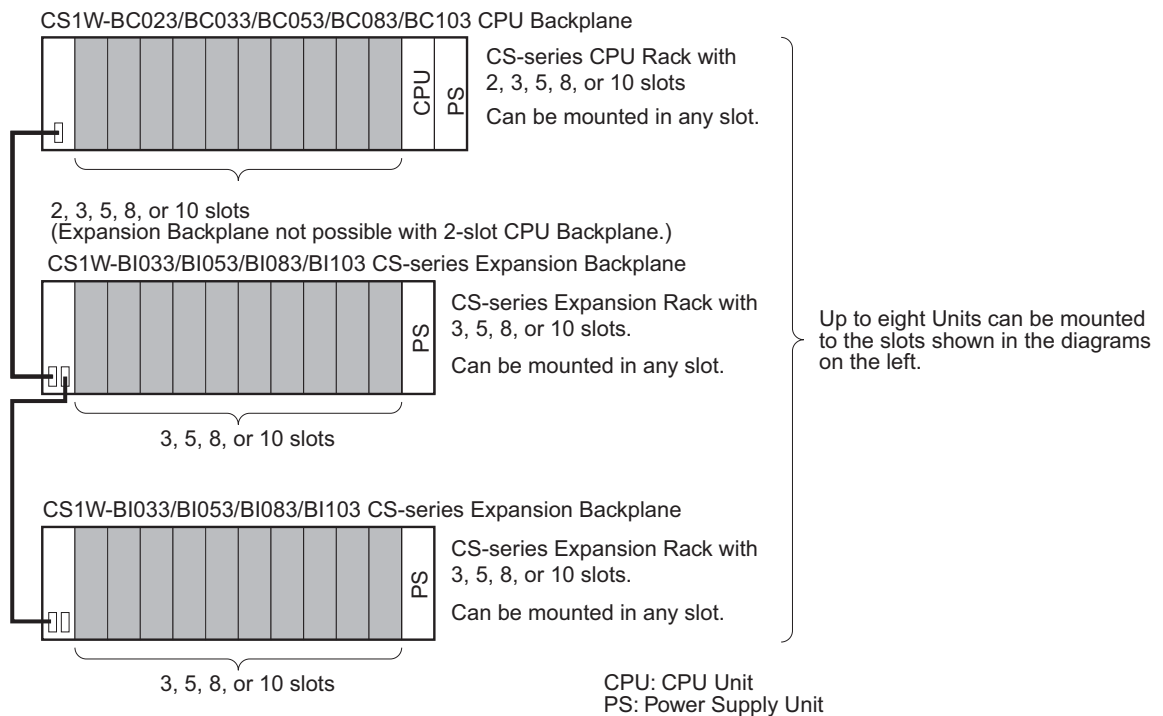 CS1W-BC023/BC033/BC053/BC083/BC103 CPU Backplane
CPU
PS
CS-series CPU Rack with
2, 3, 5, 8, or 10 slots
Can be mounted in any slot.
2, 3, 5, 8, or 10 slots
(Expansion Backplane not possible with 2-slot CPU Backplane.)
CS1W-BI033/BI053/BI083/BI103 CS-series Expansion Backplane
PS
CS-series Expansion Rack with
3, 5, 8, or 10 slots.
Can be mounted in any slot.
3, 5, 8, or 10 slots
Up to eight Units can be mounted
to the slots shown in the diagrams
on the left.
CS1W-BI033/BI053/BI083/BI103 CS-series Expansion Backplane
PS
CS-series Expansion Rack with
3, 5, 8, or 10 slots.
Can be mounted in any slot.
3, 5, 8, or 10 slots
CPU: CPU Unit
PS: Power Supply Unit